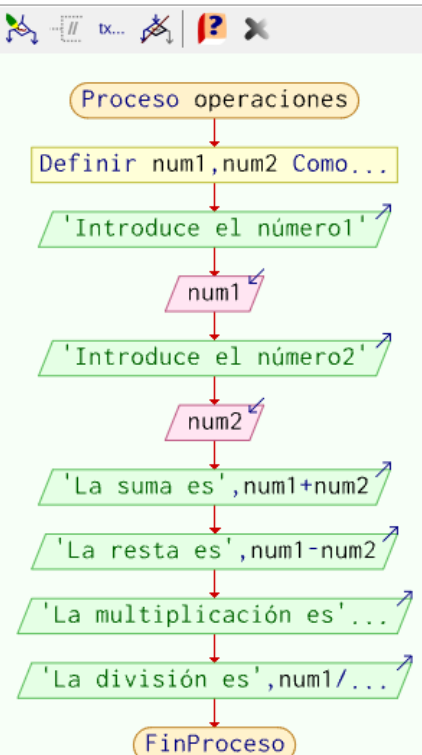 tx...
Proceso operaciones
Definir num1,num2 Como...
'Introduce el número1'
num1
'Introduce el número2'
num2
'La suma es',num1+num2
'La resta es',num1-num2
'La multiplicación es'...
'La división es',num1/...
FinProceso